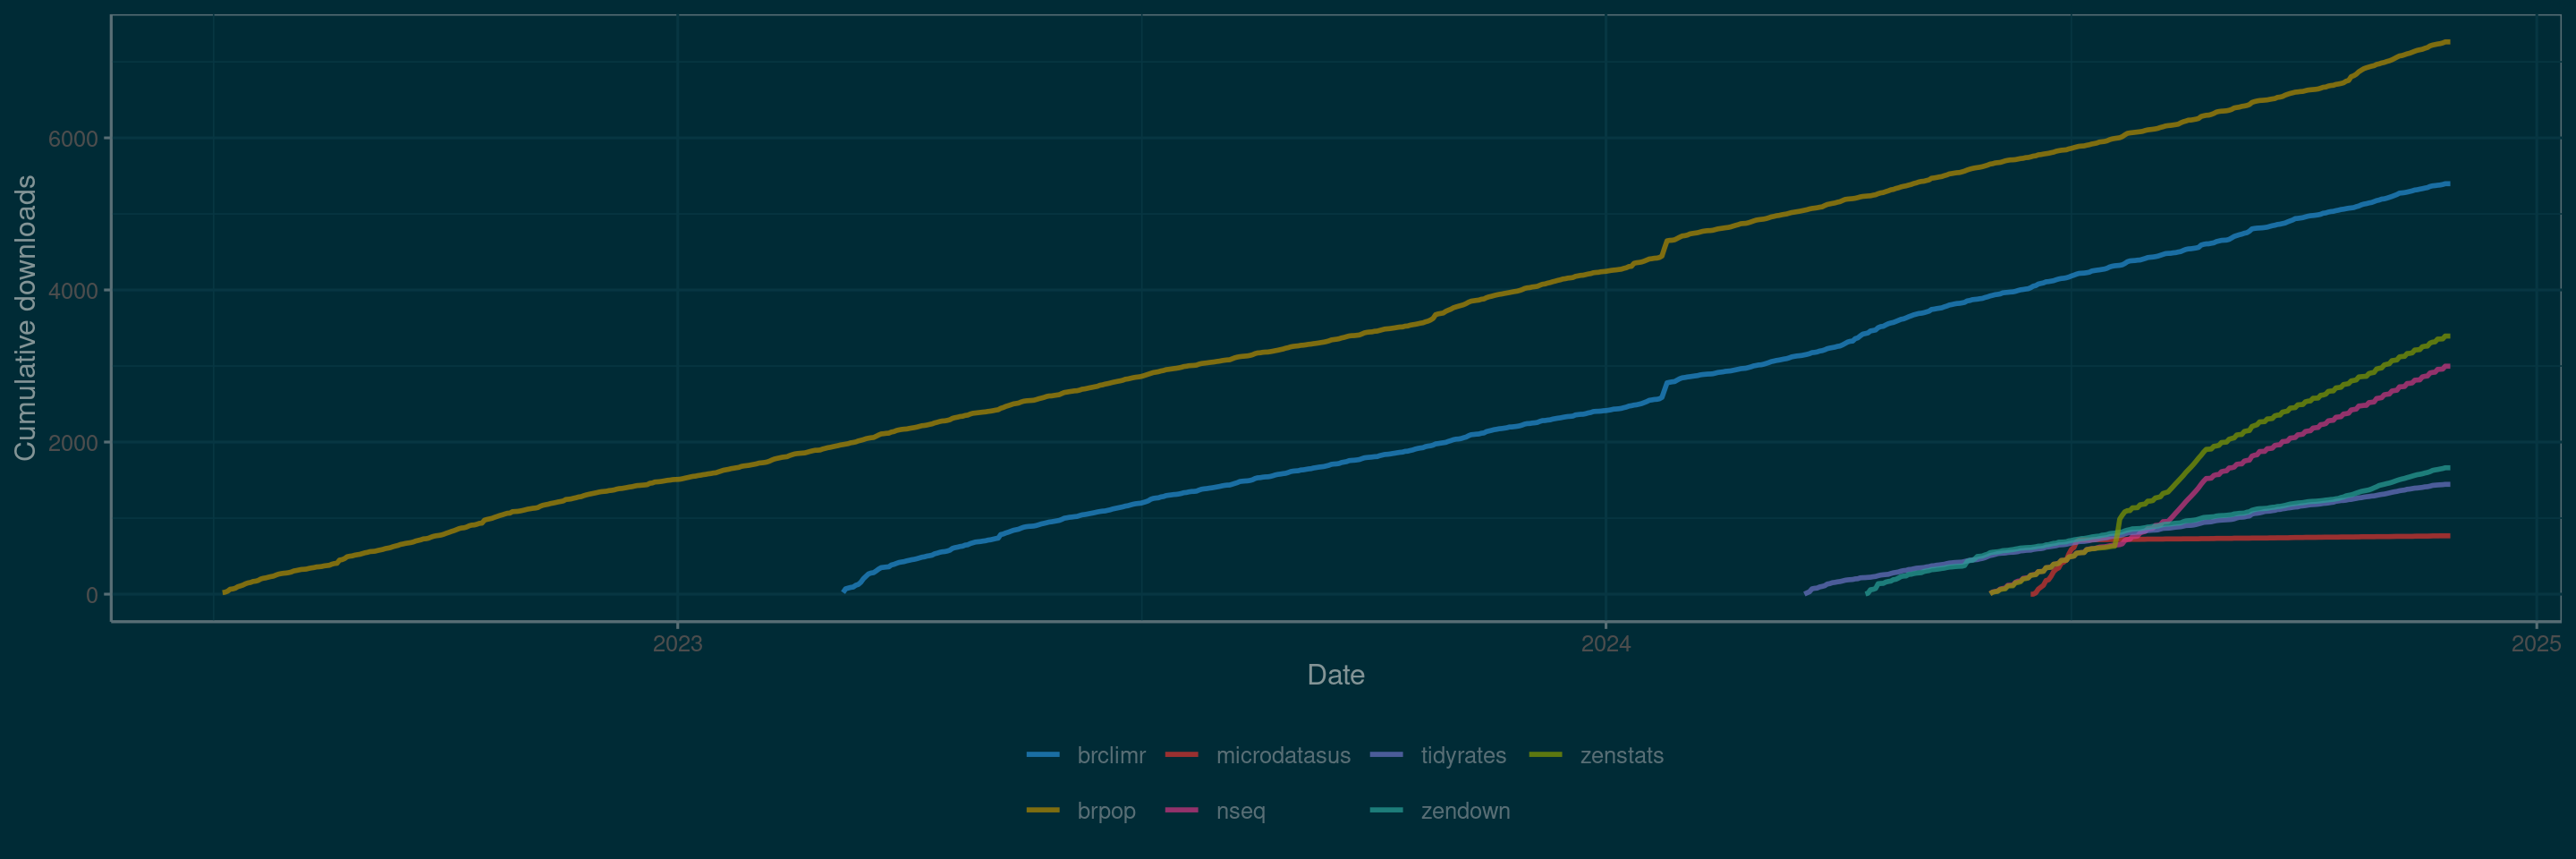 Cumulative downloads
6000
4000
2000
0
2023
2024
2025
Date
brclimr
microdatasus
tidyrates
zenstats
brpop
nseq
zendown